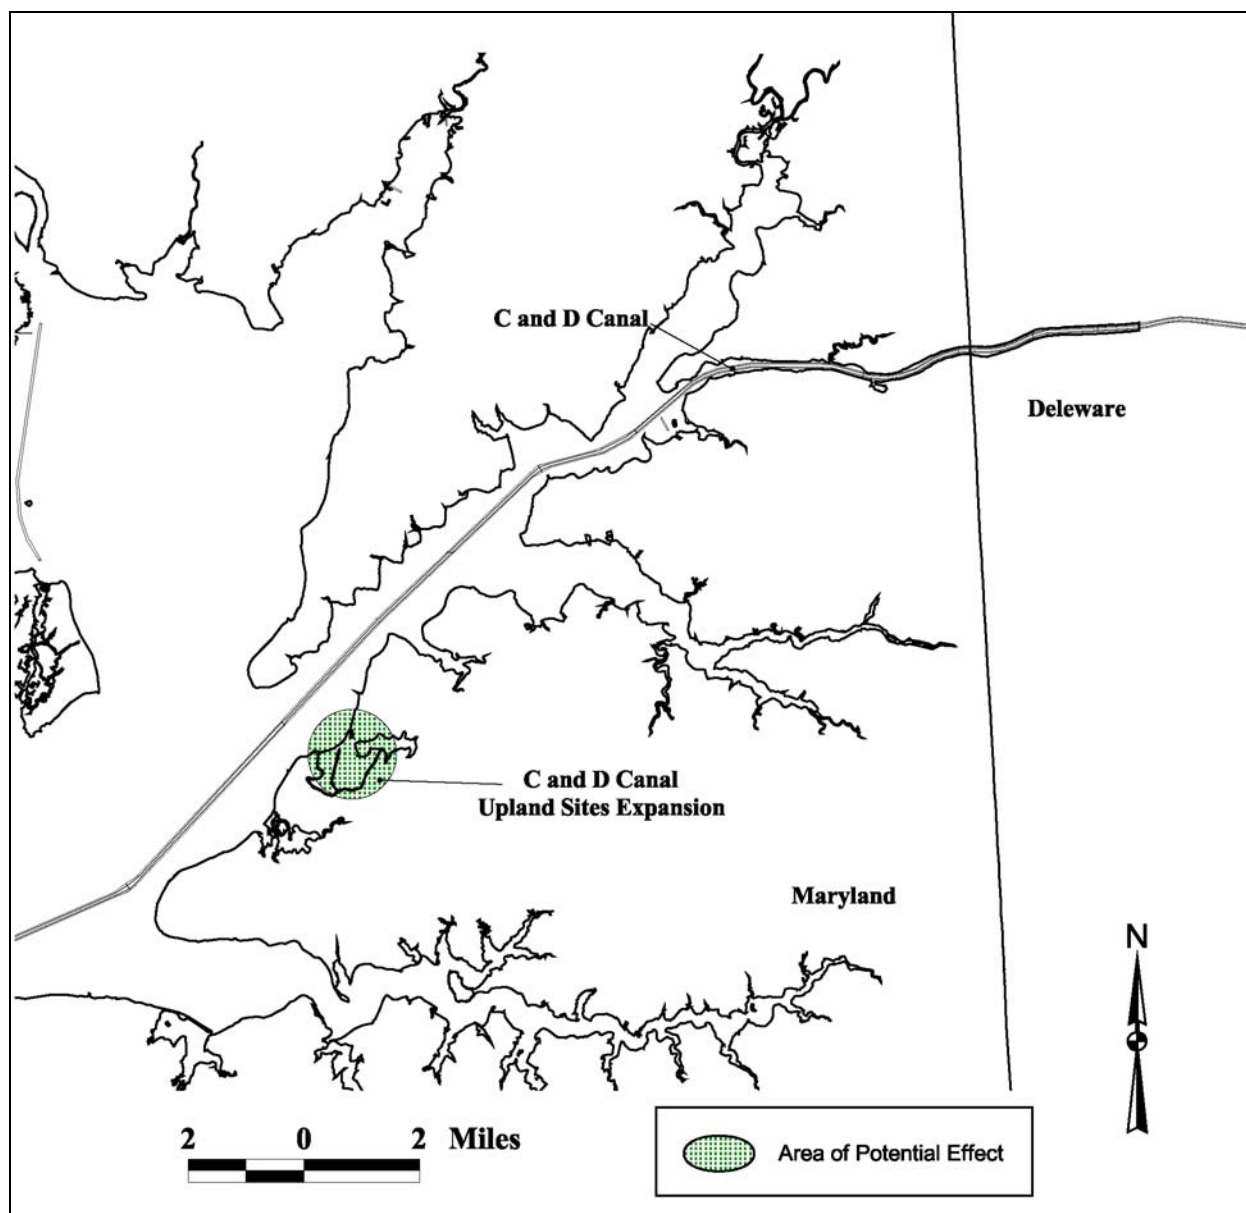 C and D Canal
Deleware
C and D Canal
Upland Sites Expansion
Maryland
N
2 0 2 Miles
Area of Potential Effect